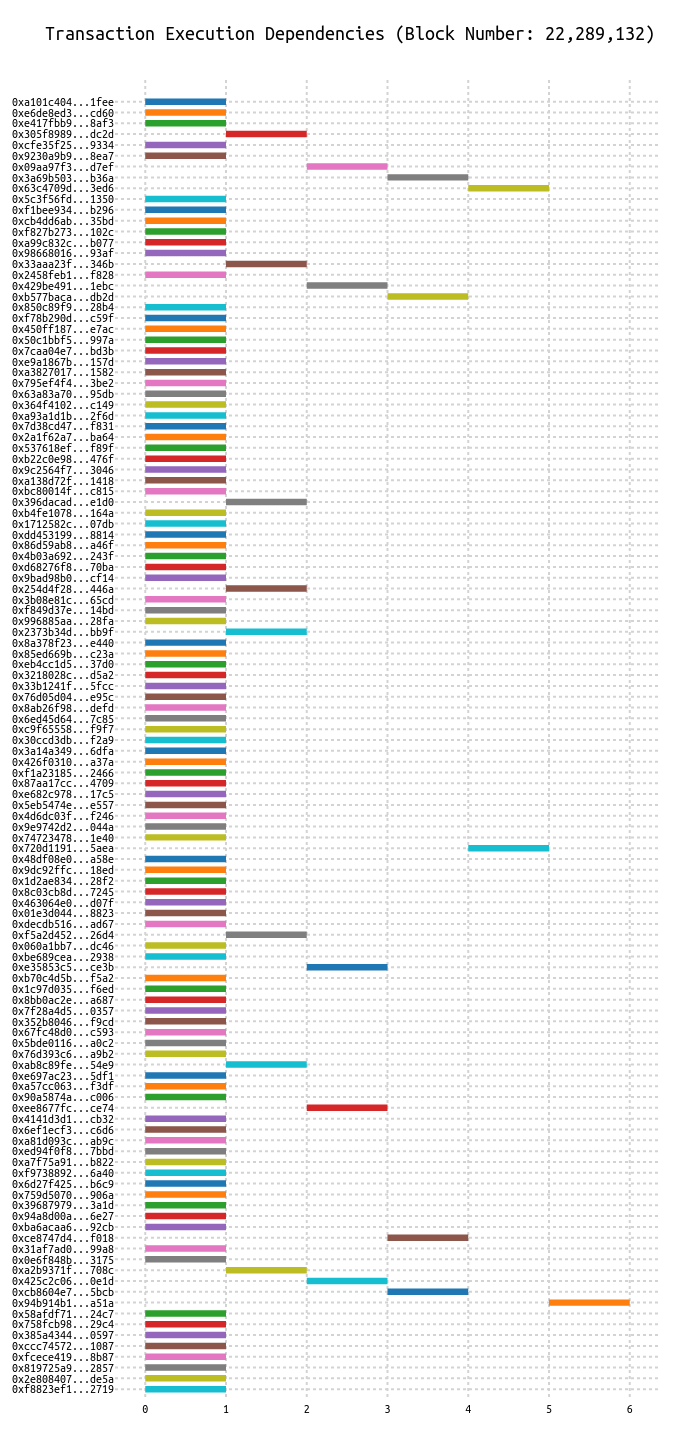 Transaction Execution Dependencies (Block Number: 22,289,132)
0xa101c404...1fee
0xe6de8ed3...cd60
0xe417fbb9...8af3
0x305f8989...dc2d
0xcfe35f25...9334
0x9230a9b9...8ea7
0x09aa97f3...d7ef
0x3a69b503...b36a
0x63c4709d...3ed6
0x5c3f56fd...1350
0xf1bee934...b296
0xcb4dd6ab...35bd
0xf827b273...102c
0xa99c832c...b077
0x98668016...93af
0x33aaa23f...346b
0x2458feb1...f828
0x429be491...1ebc
0xb577baca...db2d
0x850c89f9...28b4
0xf78b290d...c59f
0x450ff187...e7ac
0x50c1bbf5...997a
0x7caa04e7...bd3b
0xe9a1867b...157d
0xa3827017...1582
0x795ef4f4...3be2
0x63a83a70...95db
0x364f4102...c149
0xa93a1d1b...2f6d
0x7d38cd47...f831
0x2a1f62a7...ba64
0x537618ef...f89f
0xb22c0e98...476f
0x9c2564f7...3046
0xa138d72f...1418
0xbc80014f...c815
0x396dacad...e1d0
0xb4fe1078...164a
0x1712582c...07db
0xdd453199...8814
0x86d59ab8...a46f
0x4b03a692...243f
0xd68276f8...70ba
0x9bad98b0...cf14
0x254d4f28...446a
0x3b08e81c...65cd
0xf849d37e...14bd
0x996885aa...28fa
0x2373b34d...bb9f
0x8a378f23...e440
0x85ed669b...c23a
0xeb4cc1d5...37d0
0x3218028c...d5a2
0x33b1241f...5fcc
0x76d05d04...e95c
0x8ab26f98...defd
0x6ed45d64...7c85
0xc9f65558...f9f7
0x30ccd3db...f2a9
0x3a14a349...6dfa
0x426f0310...a37a
0xf1a23185...2466
0x87aa17cc...4709
0xe682c978...17c5
0x5eb5474e...e557
0x4d6dc03f...f246
0x9e9742d2...044a
0x74723478...1e40
0x720d1191...5aea
0x48df08e0...a58e
0x9dc92ffc...18ed
0x1d2ae834...28f2
0x8c03cb8d...7245
0x463064e0...d07f
0x01e3d044...8823
0xdecdb516...ad67
0xf5a2d452...26d4
0x060a1bb7...dc46
0xbe689cea...2938
0xe35853c5...ce3b
0xb70c4d5b...f5a2
0x1c97d035...f6ed
0x8bb0ac2e...a687
0x7f28a4d5...0357
0x352b8046...f9cd
0x67fc48d0...c593
0x5bde0116...a0c2
0x76d393c6...a9b2
0xab8c89fe...54e9
0xe697ac23...5df1
0xa57cc063...f3df
0x90a5874a...c006
0xee8677fc...ce74
0x4141d3d1...cb32
0x6ef1ecf3...c6d6
0xa81d093c...ab9c
0xed94f0f8...7bbd
0xa7f75a91...b822
0xf9738892...6a40
0x6d27f425...b6c9
0x759d5070...906a
0x39687979...3a1d
0x94a8d00a...6e27
0xba6acaa6...92cb
0xce8747d4...f018
0x31af7ad0...99a8
0x0e6f848b...3175
0xa2b9371f...708c
0x425c2c06...0e1d
0xcb8604e7...5bcb
0x94b914b1...a51a
0x58afdf71...24c7
0x758fcb98...29c4
0x385a4344...0597
0xccc74572...1087
0xfcece419...8b87
0x819725a9...2857
0x2e808407...de5a
0xf8823ef1...2719
0 1 2 3 4 5 6